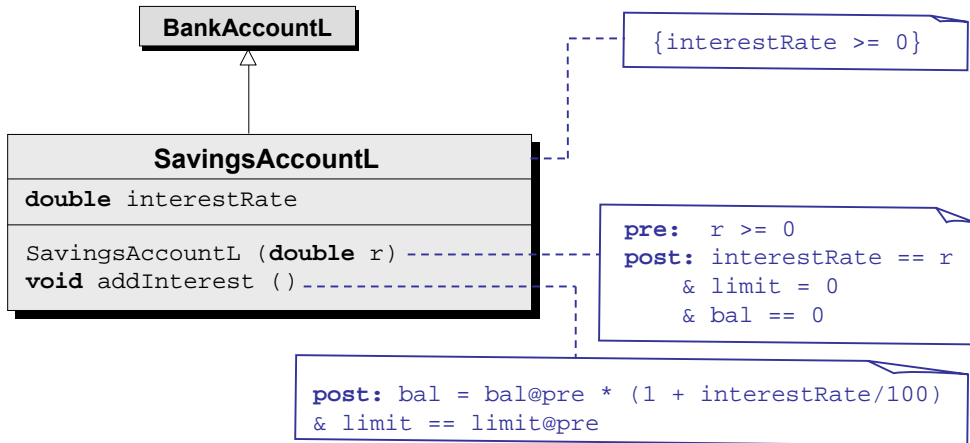 BankAccountL
{interestRate >= 0}
SavingsAccountL
double interestRate
SavingsAccountL (double r)
void addInterest ()
pre: r >= 0
post: interestRate == r
& limit = 0
& bal == 0
post: bal = bal@pre * (1 + interestRate/100)
& limit == limit@pre